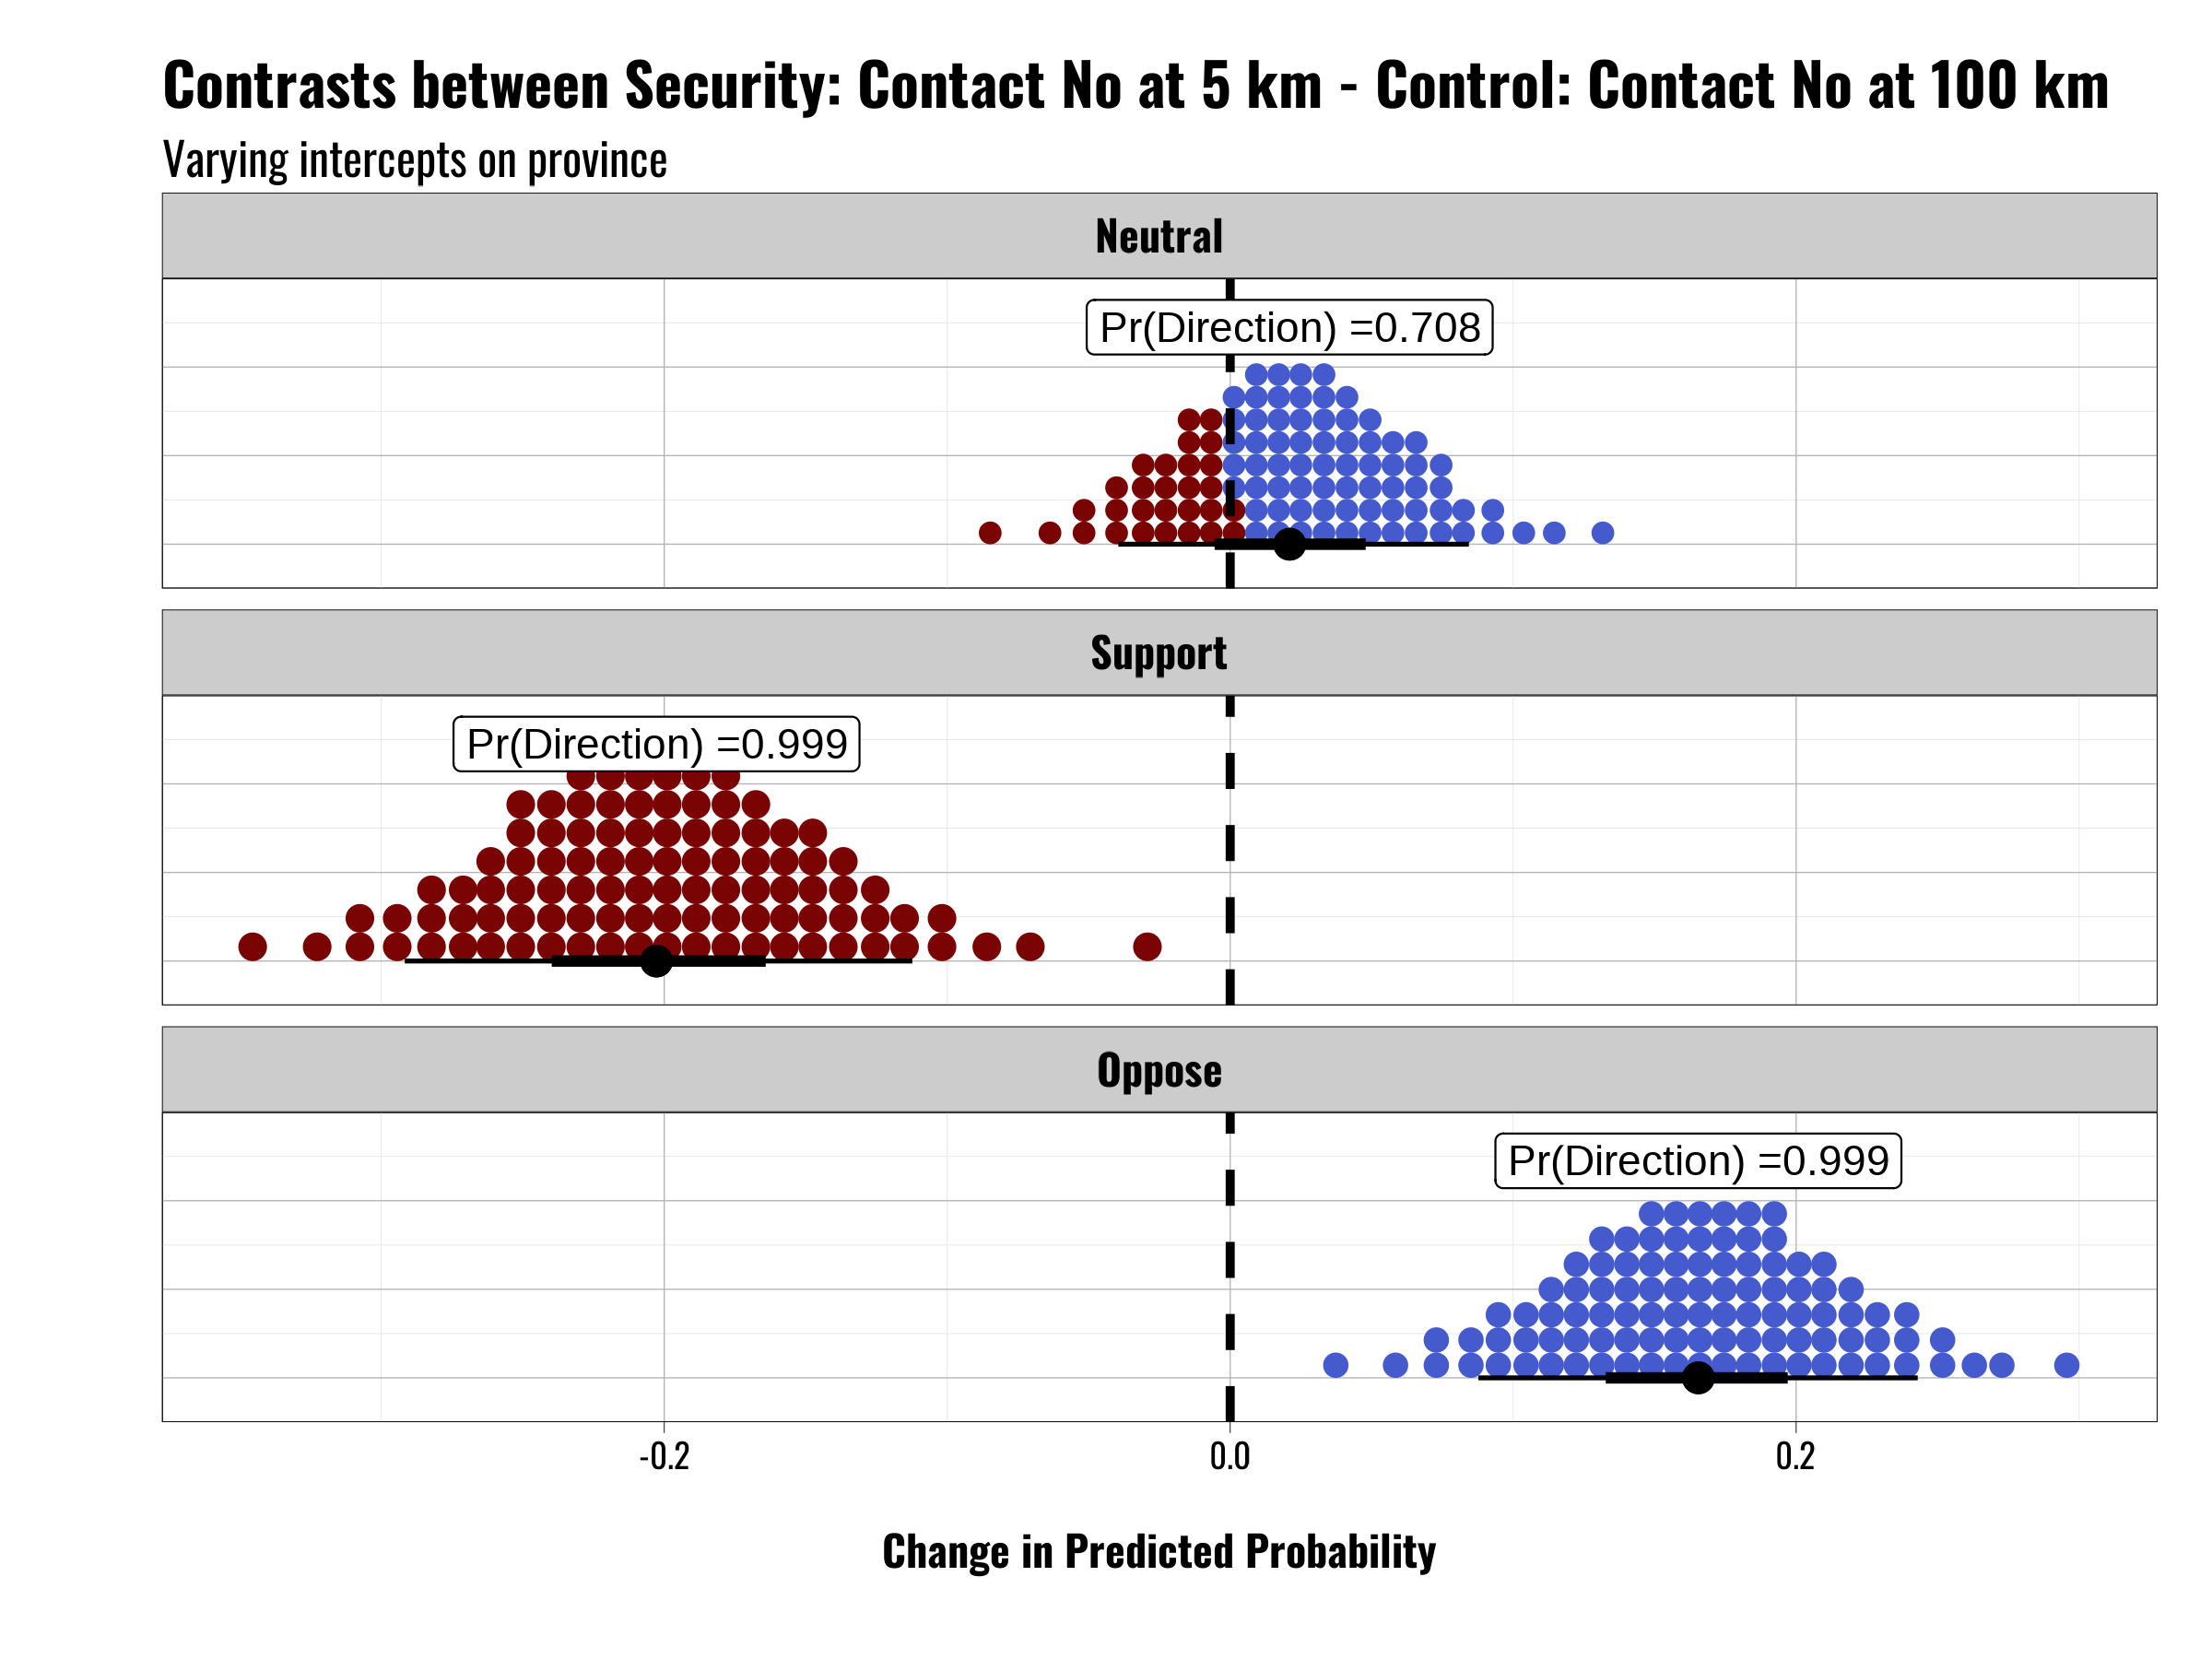 Contrasts between Security: Contact No at 5 km - Control: Contact No at 100 km
Varying intercepts on province
Neutral
Pr(Direction) =0.708
Support
Pr(Direction) =0.999
Oppose
Pr(Direction) =0.999
-0.2 0.0 0.2
Change in Predicted Probability